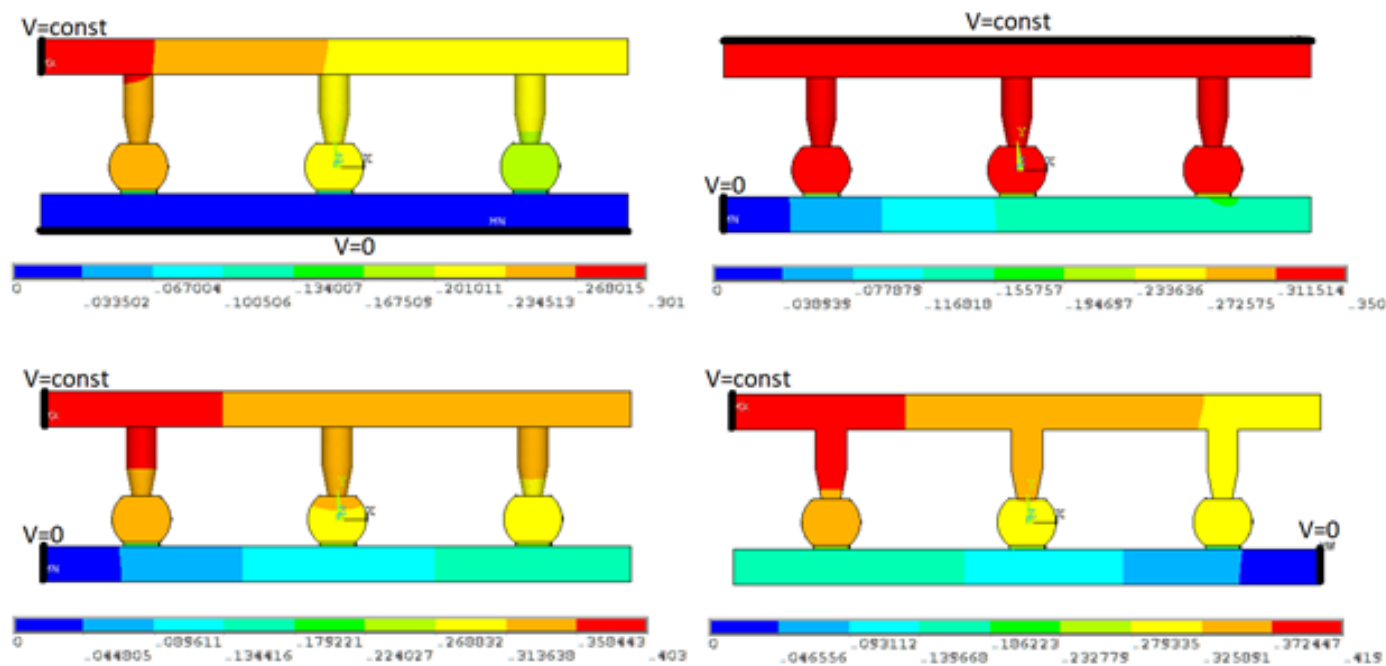 V=const
V=0
0 .033502 .067004 .100506 .134007 .167509 .201011 .234513 .268015 .301
V=const
V=0
0 .038939 .077879 .116818 .155757 .194697 .233636 .272575 .311514 .350
V=const
V=0
0 .044805 .089611 .134416 .179221 .224027 .268832 .313638 .358443 .403
V=const
V=0
0 .046556 .093112 .139668 .186223 .232779 .279335 .325891 .372447 .419